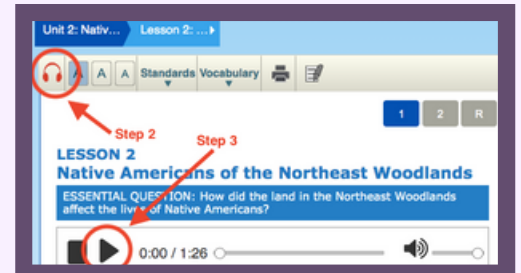 Unit 2: Nativ... Lesson 2: ...
A A A Standards Vocabulary
1 2 R
Step 2
Step 3
LESSON 2
Native Americans of the Northeast Woodlands
ESSENTIAL QUESTION: How did the land in the Northeast Woodlands
affect the lives of Native Americans?
0:00 / 1:26